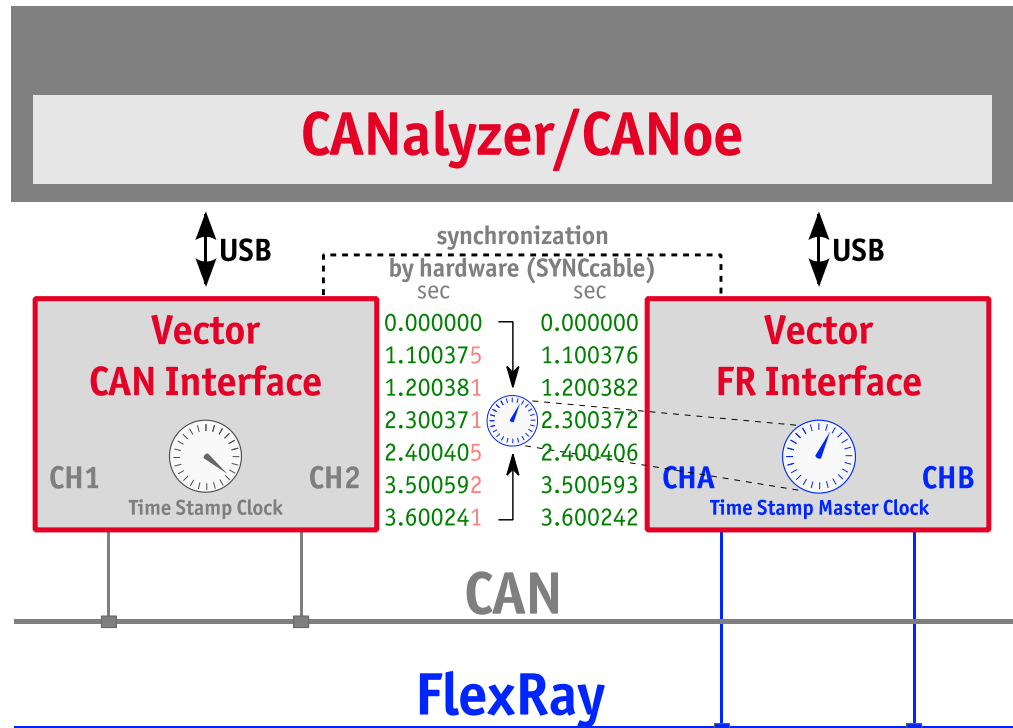 CANalyzer/CANoe
USB
synchronization
by hardware (SYNCcable)
USB
sec
sec
Vector
CAN Interface
CH1
CH2
Time Stamp Clock
0.000000
1.100375
1.200381
2.300371
2.400405
3.500592
3.600241
0.000000
1.100376
1.200382
2.300372
2.400406
3.500593
3.600242
Vector
FR Interface
CHA
CHB
Time Stamp Master Clock
CAN
FlexRay